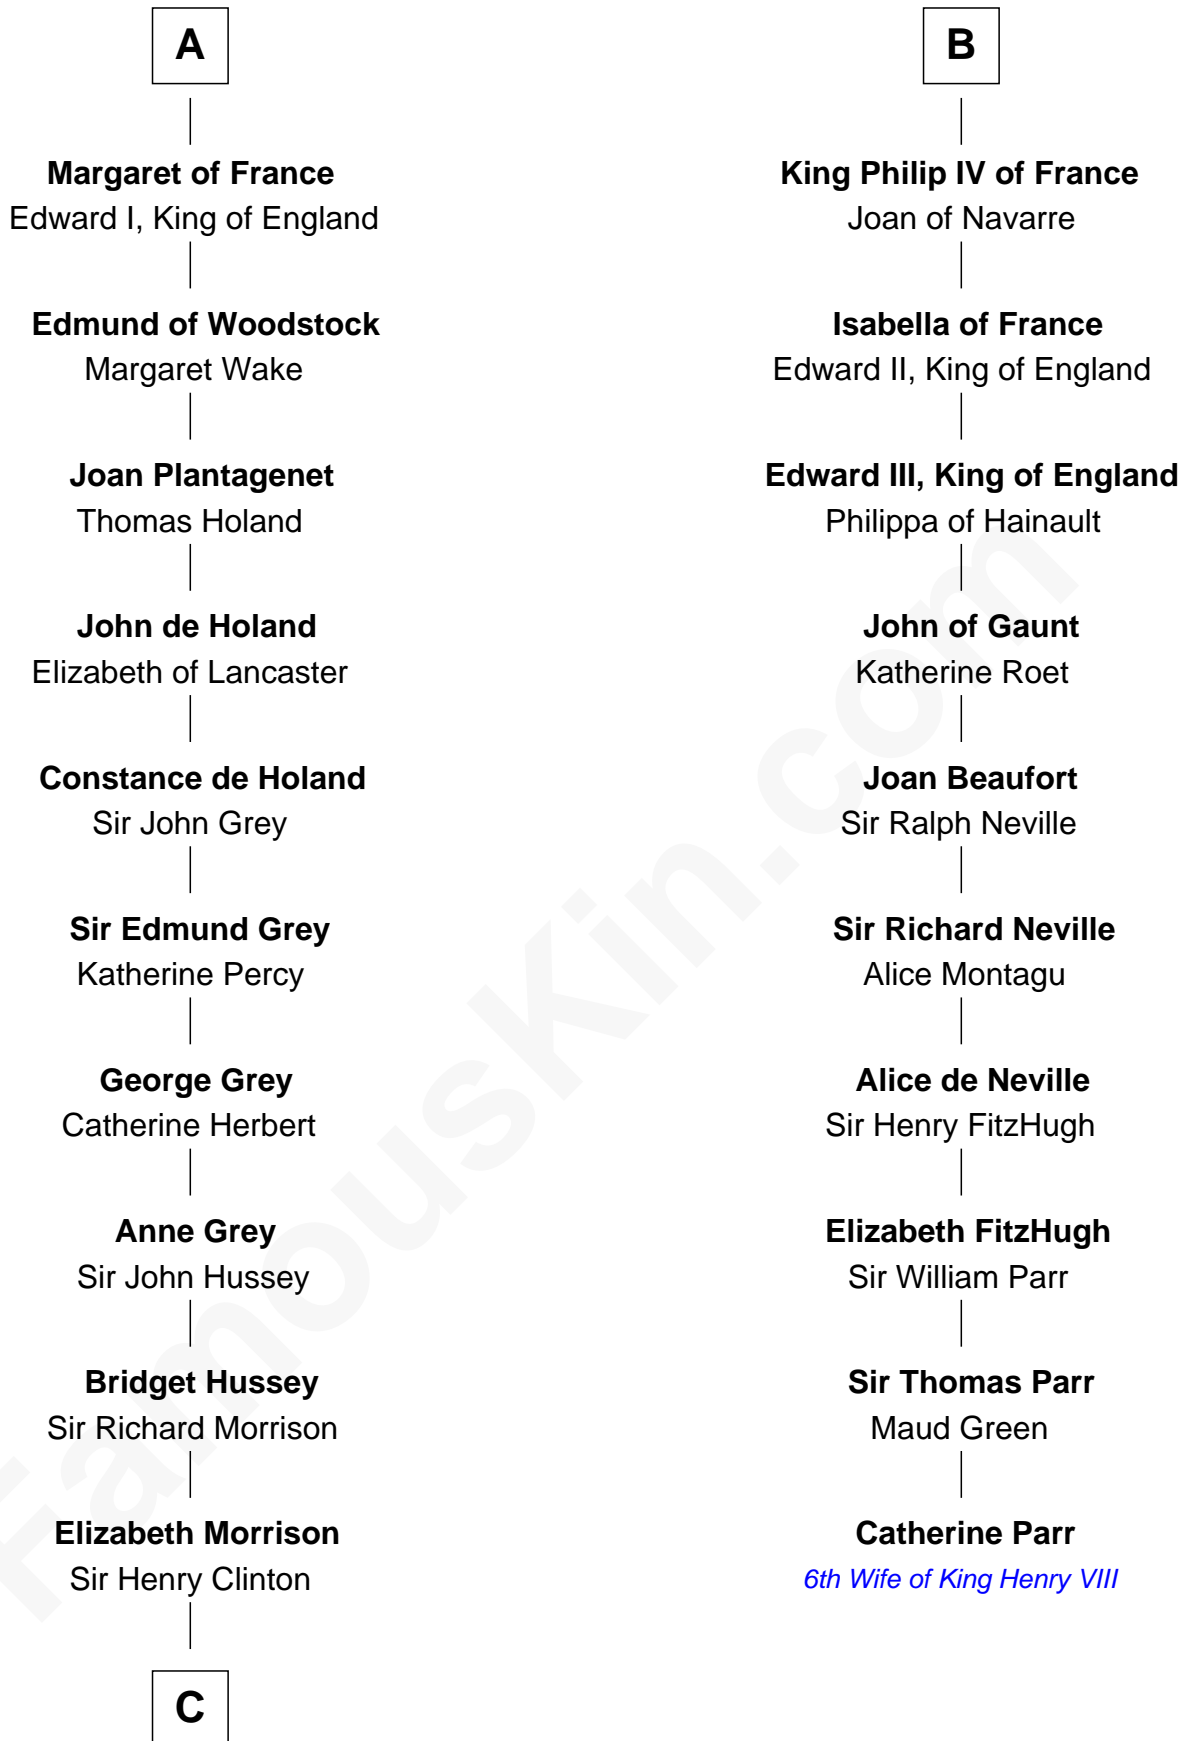 A
Margaret of France
Edward I, King of England
Edmund of Woodstock
Margaret Wake
Joan Plantagenet
Thomas Holand
John de Holand
Elizabeth of Lancaster
Constance de Holand
Sir John Grey
Sir Edmund Grey
Katherine Percy
George Grey
Catherine Herbert
Anne Grey
Sir John Hussey
Bridget Hussey
Sir Richard Morrison
Elizabeth Morrison
Sir Henry Clinton
C
B
King Philip IV of France
Joan of Navarre
Isabella of France
Edward II, King of England
Edward III, King of England
Philippa of Hainault
John of Gaunt
Katherine Roet
Joan Beaufort
Sir Ralph Neville
Sir Richard Neville
Alice Montagu
Alice de Neville
Sir Henry FitzHugh
Elizabeth FitzHugh
Sir William Parr
Sir Thomas Parr
Maud Green
Catherine Parr
6th Wife of King Henry VIII
FamousKin.com